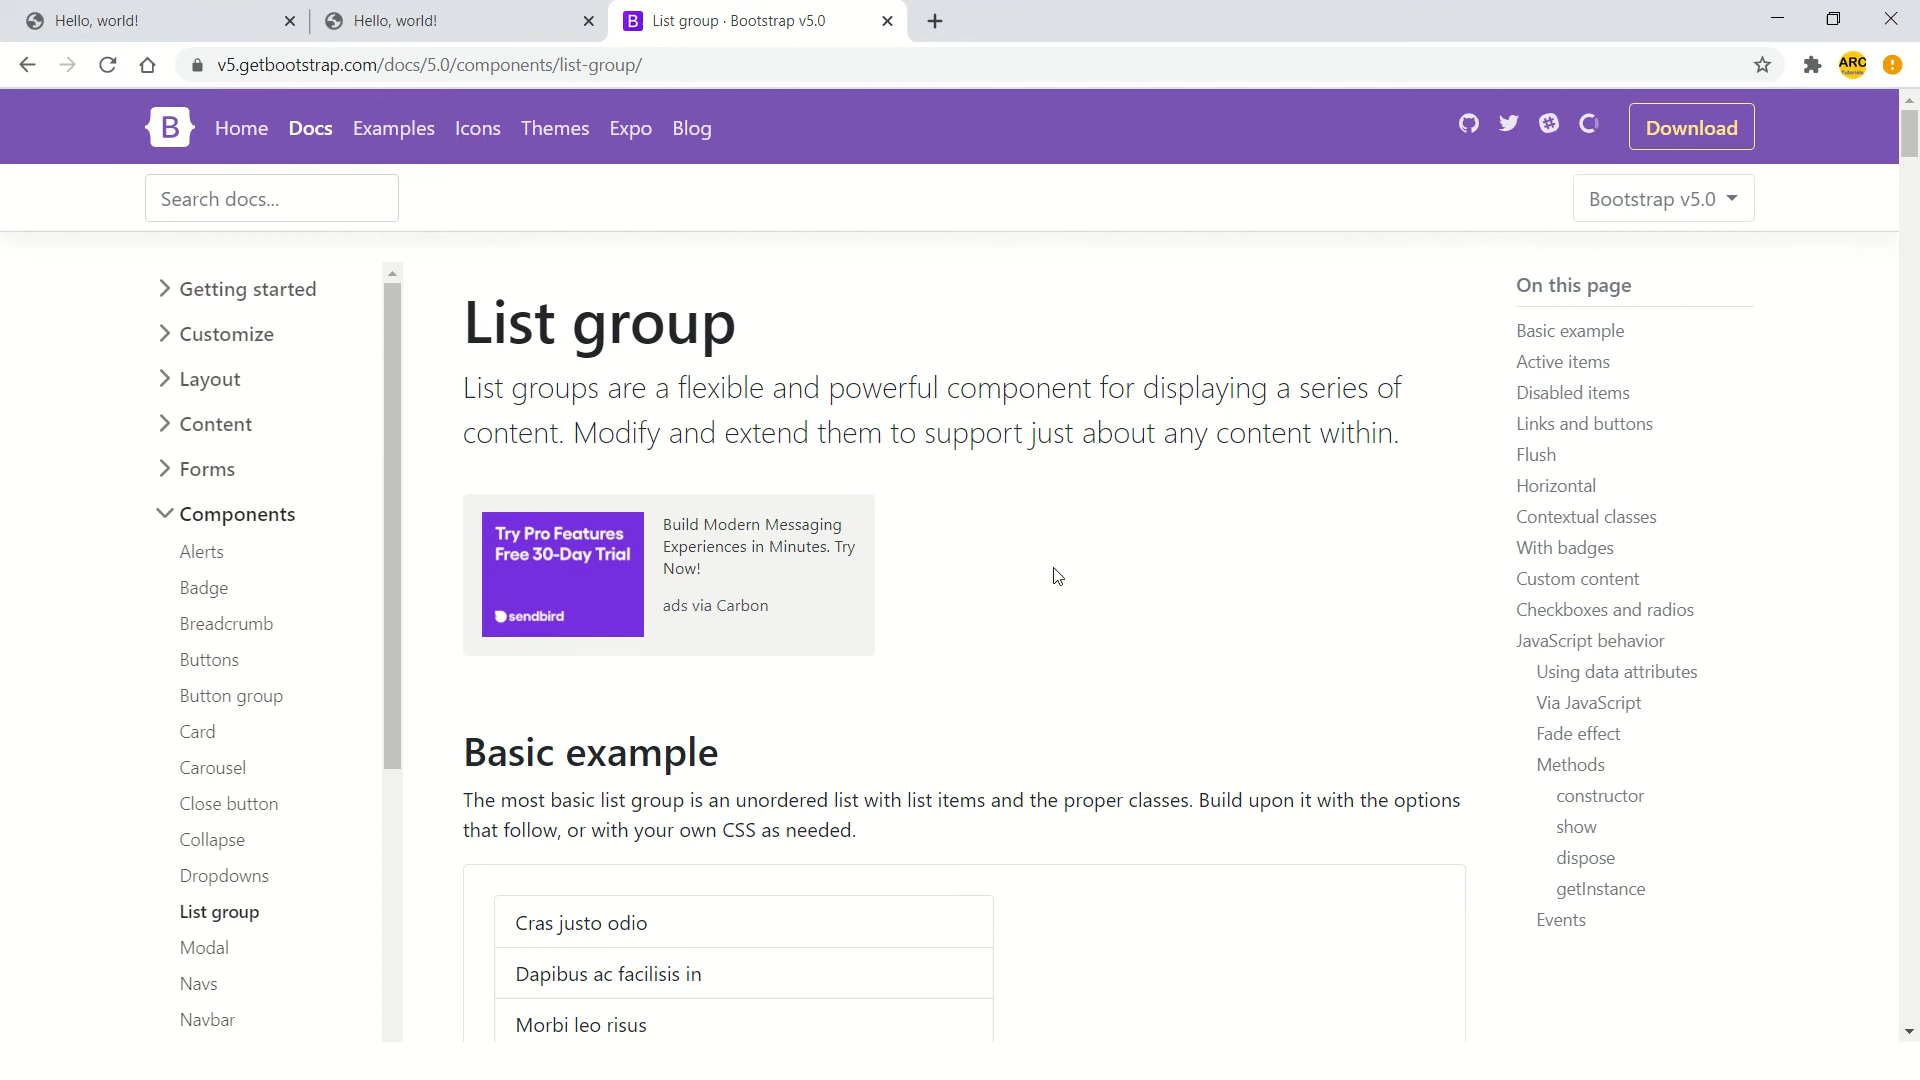 Hello, world!
Hello, world!
List group · Bootstrap v5.0
v5.getbootstrap.com/docs/5.0/components/list-group/
ARC
Tutorials
B
Home
Docs
Examples
Icons
Themes
Expo
Blog
Download
Search docs...
Bootstrap v5.0
Getting started
Customize
Layout
Content
Forms
Components
Alerts
Badge
Breadcrumb
Buttons
Button group
Card
Carousel
Close button
Collapse
Dropdowns
List group
Modal
Navs
Navbar
List group
List groups are a flexible and powerful component for displaying a series of
content. Modify and extend them to support just about any content within.
Try Pro Features
Free 30-Day Trial
sendbird
Build Modern Messaging
Experiences in Minutes. Try
Now!
ads via Carbon
Basic example
The most basic list group is an unordered list with list items and the proper classes. Build upon it with the options
that follow, or with your own CSS as needed.
Cras justo odio
Dapibus ac facilisis in
Morbi leo risus
On this page
Basic example
Active items
Disabled items
Links and buttons
Flush
Horizontal
Contextual classes
With badges
Custom content
Checkboxes and radios
JavaScript behavior
Using data attributes
Via JavaScript
Fade effect
Methods
constructor
show
dispose
getInstance
Events